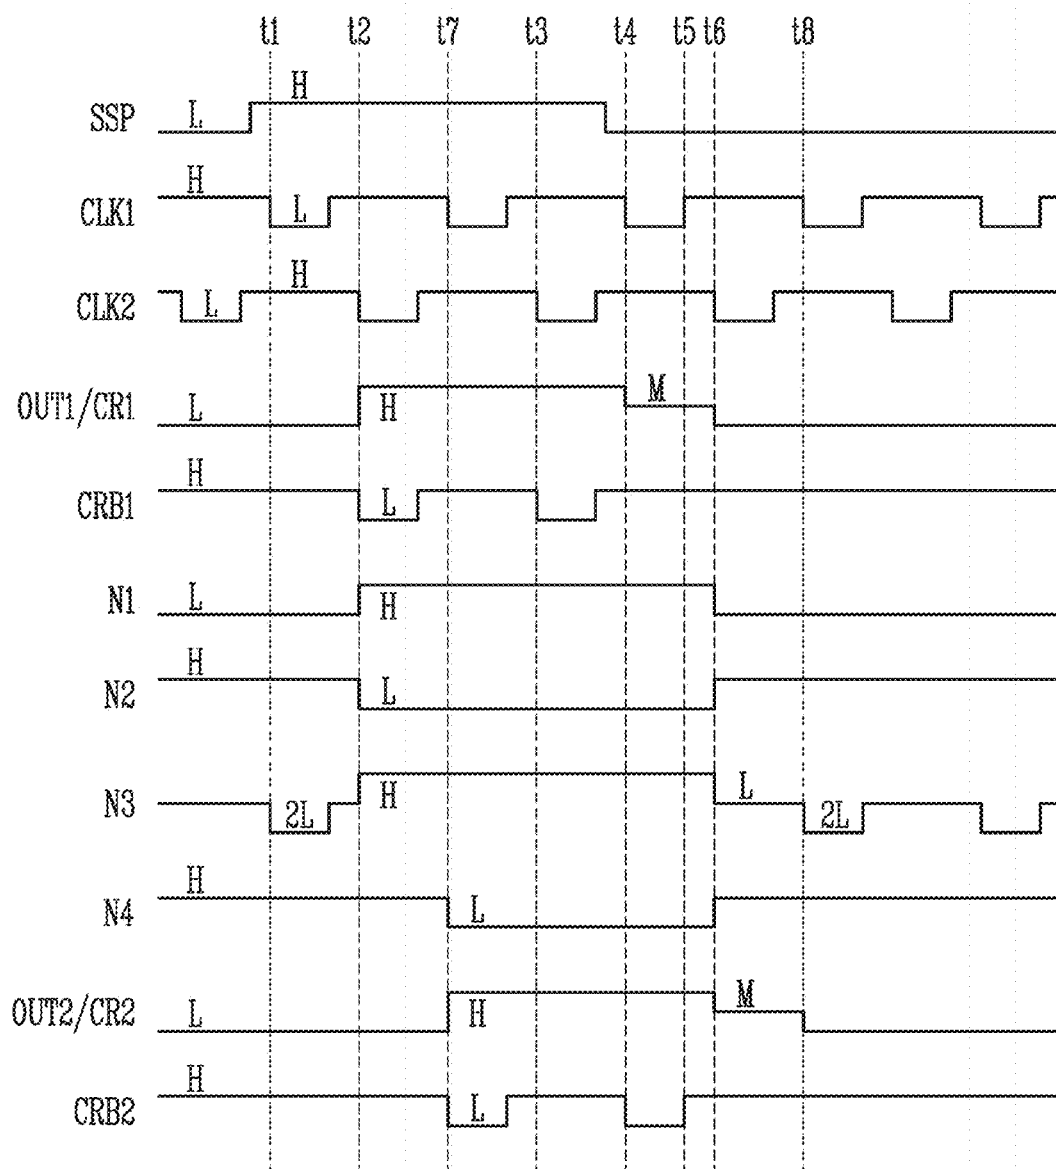 t1 t2 t7 t3 t4 t5 t6 t8
H
SSP L
H
CLK1 L
H
CLK2 L
M
OUT1/CR1 L H
H
CRB1 L
N1 L H
H
N2 L
L
N3 2L H 2L
H
N4 L
M
OUT2/CR2 L H
H
CRB2 L